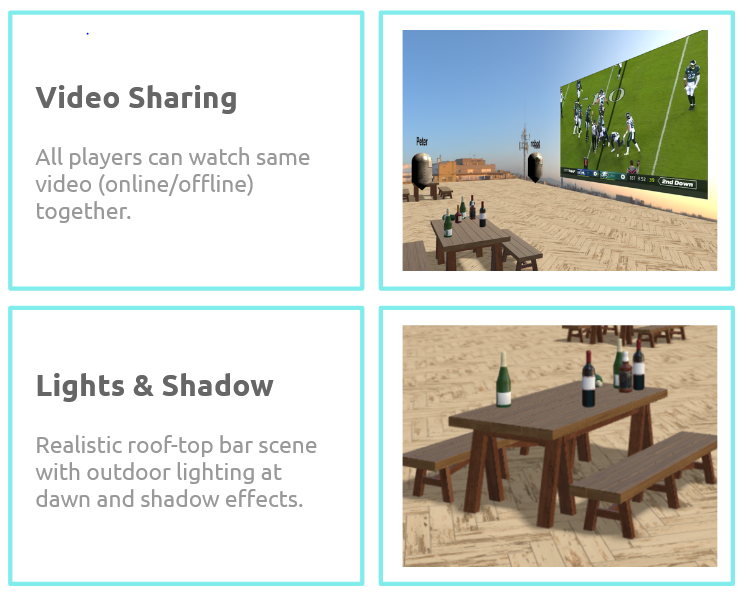 Video Sharing
All players can watch same
video (online/offline)
together.
Peter
2nd Down
Lights & Shadow
Realistic roof-top bar scene
with outdoor lighting at
dawn and shadow effects.